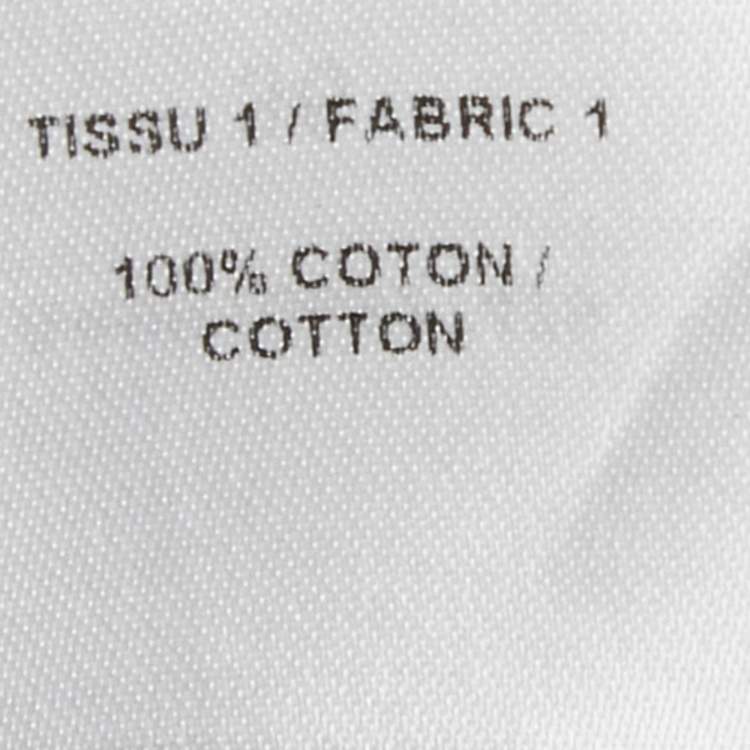 TISSU 1 / FABRIC 1
100% COTON /
COTTON